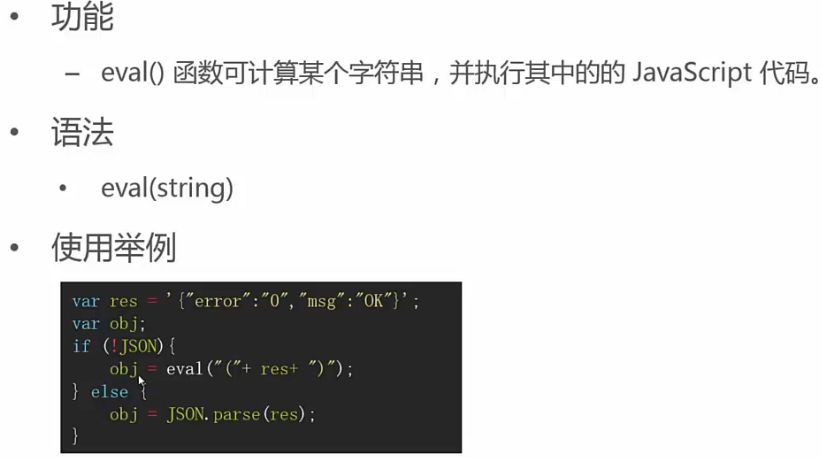 • 功能
– eval() 函数可计算某个字符串，并执行其中的的 JavaScript 代码。
• 语法
• eval(string)
• 使用举例
var res = '{"error":"0","msg":"OK"}';
var obj;
if (!JSON){
    obj = eval("("+ res+ ")");
} else {
    obj = JSON.parse(res);
}